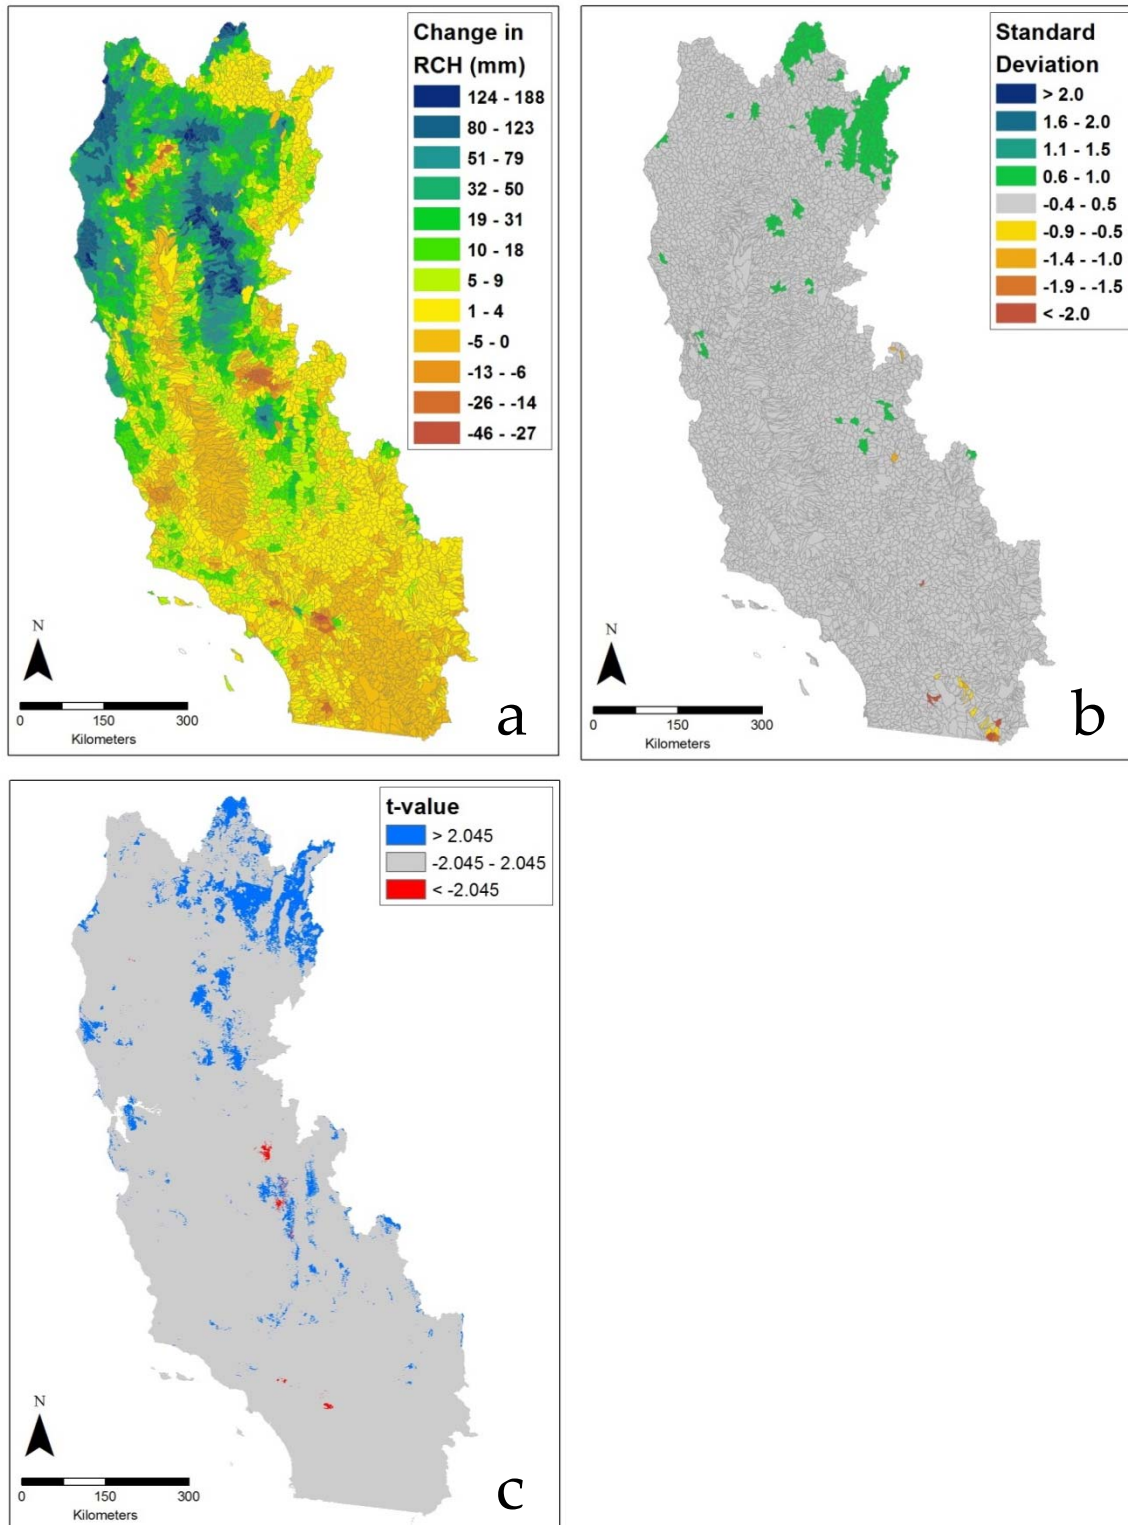 Change in
RCH (mm)
124 - 188
80 - 123
51 - 79
32 - 50
19 - 31
10 - 18
5 - 9
1 - 4
-5 - 0
-13 - -6
-26 - -14
-46 - -27
N
0 150 300
Kilometers
a
Standard
Deviation
> 2.0
1.6 - 2.0
1.1 - 1.5
0.6 - 1.0
-0.4 - 0.5
-0.9 - -0.5
-1.4 - -1.0
-1.9 - -1.5
< -2.0
N
0 150 300
Kilometers
b
t-value
> 2.045
-2.045 - 2.045
< -2.045
N
0 150 300
Kilometers
c